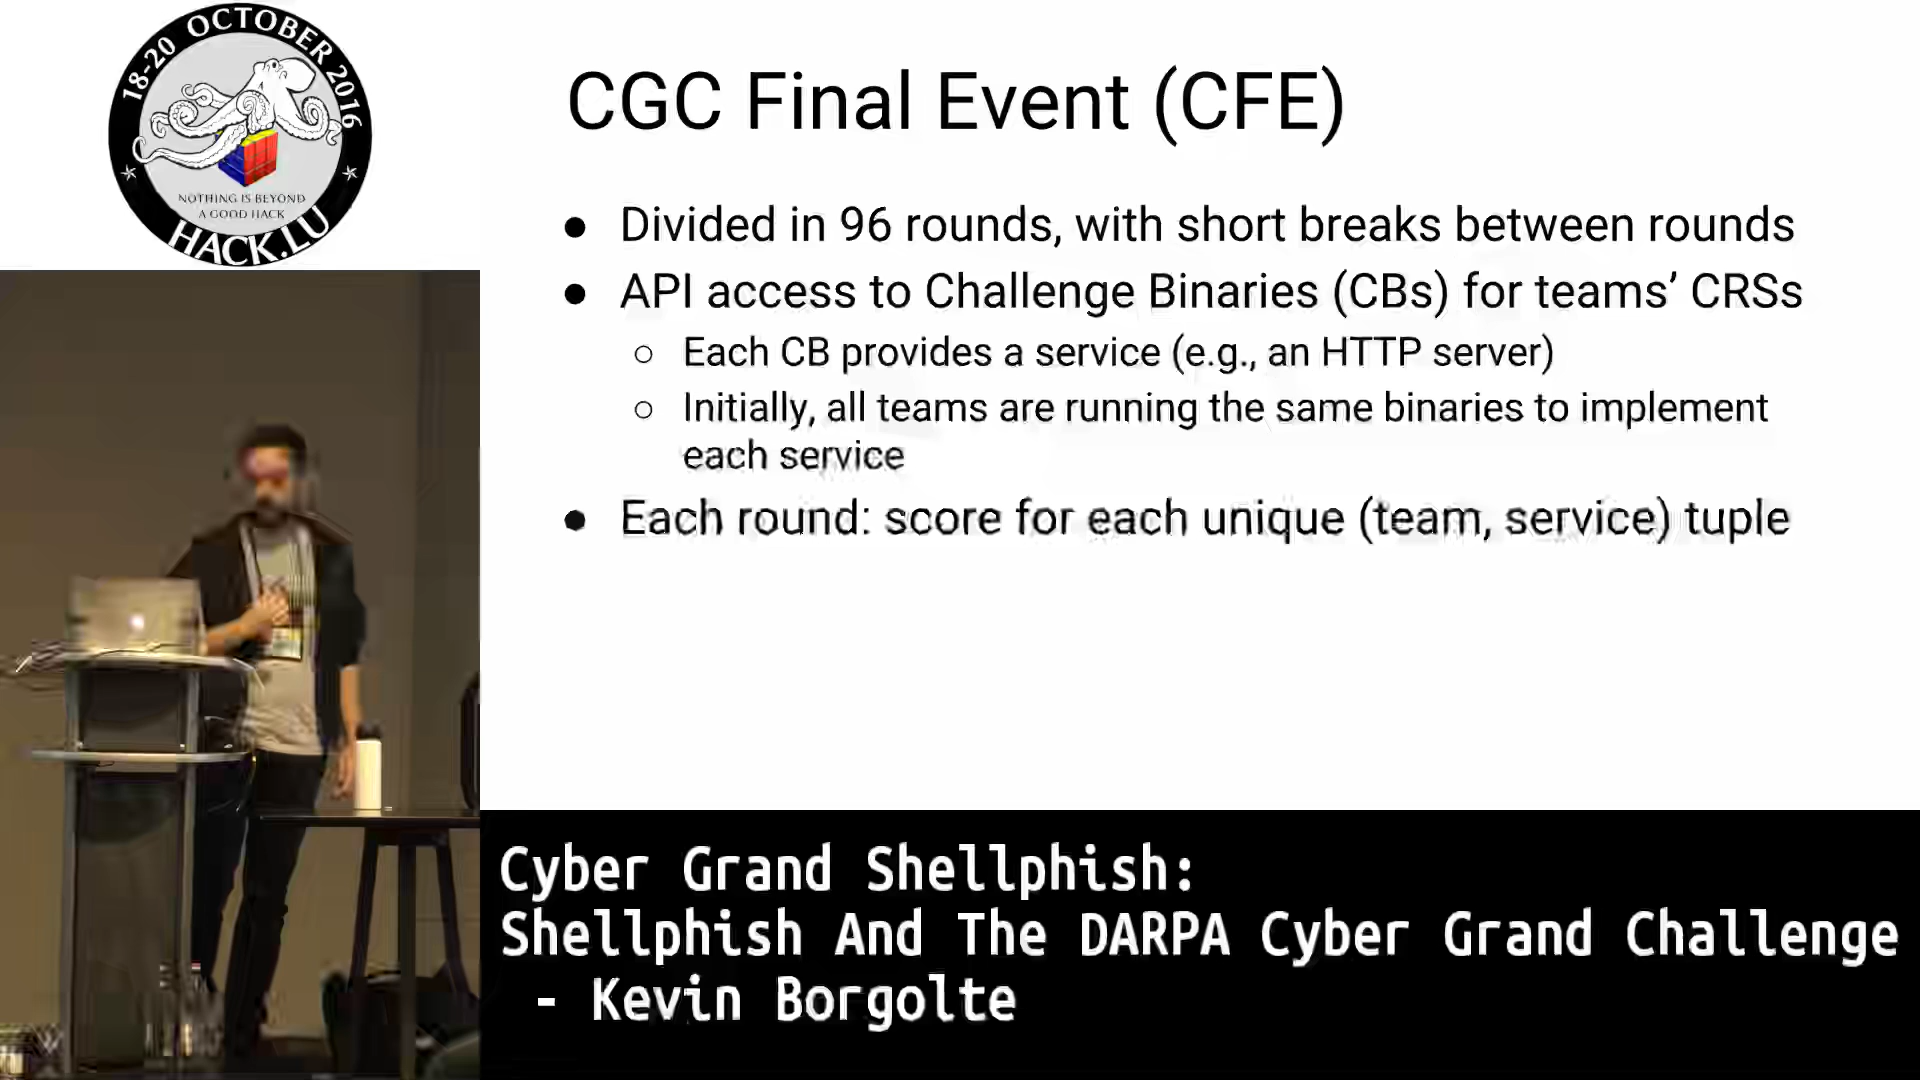 18-20 OCTOBER 2016
NOTHING IS BEYOND
A GOOD HACK
HACK.LU
CGC Final Event (CFE)
● Divided in 96 rounds, with short breaks between rounds
● API access to Challenge Binaries (CBs) for teams’ CRSs
○ Each CB provides a service (e.g., an HTTP server)
○ Initially, all teams are running the same binaries to implement
each service
● Each round: score for each unique (team, service) tuple
Cyber Grand Shellphish:
Shellphish And The DARPA Cyber Grand Challenge
- Kevin Borgolte